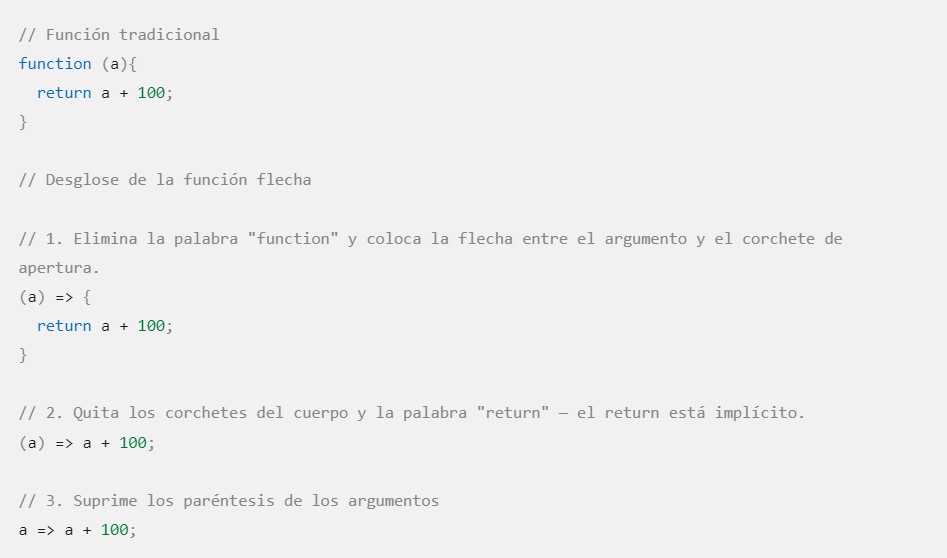 // Función tradicional
function (a){
  return a + 100;
}
// Desglose de la función flecha
// 1. Elimina la palabra "function" y coloca la flecha entre el argumento y el corchete de
apertura.
(a) => {
  return a + 100;
}
// 2. Quita los corchetes del cuerpo y la palabra "return" — el return está implícito.
(a) => a + 100;
// 3. Suprime los paréntesis de los argumentos
a => a + 100;